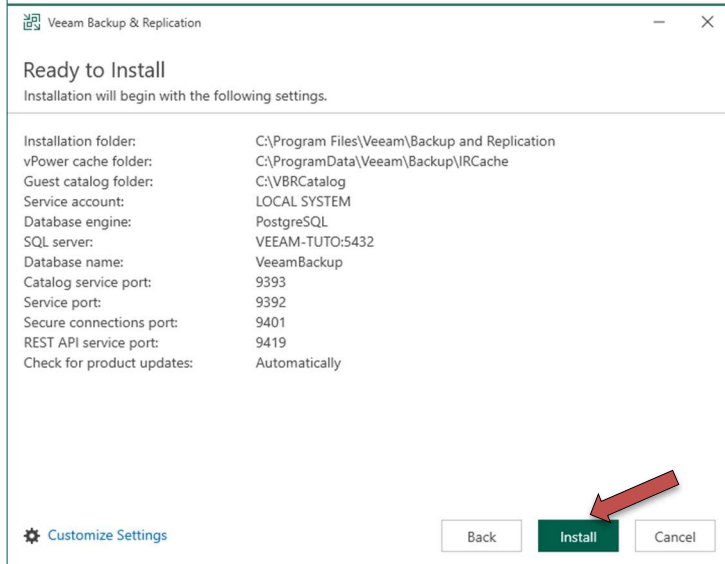 Veeam Backup & Replication
Ready to Install
Installation will begin with the following settings.
Installation folder: C:\Program Files\Veeam\Backup and Replication
vPower cache folder: C:\ProgramData\Veeam\Backup\IRCache
Guest catalog folder: C:\VBRCatalog
Service account: LOCAL SYSTEM
Database engine: PostgreSQL
SQL server: VEEAM-TUTO:5432
Database name: VeeamBackup
Catalog service port: 9393
Service port: 9392
Secure connections port: 9401
REST API service port: 9419
Check for product updates: Automatically
Customize Settings Back Install Cancel